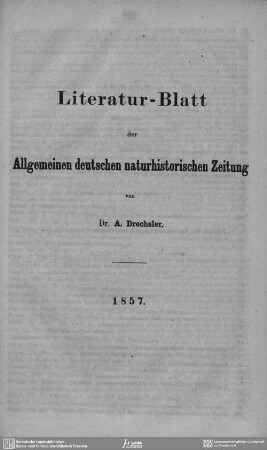 Literatur-Blatt
der
Allgemeinen deutschen naturhistorischen Zeitung
von
Dr. A. Drechsler.
1857.